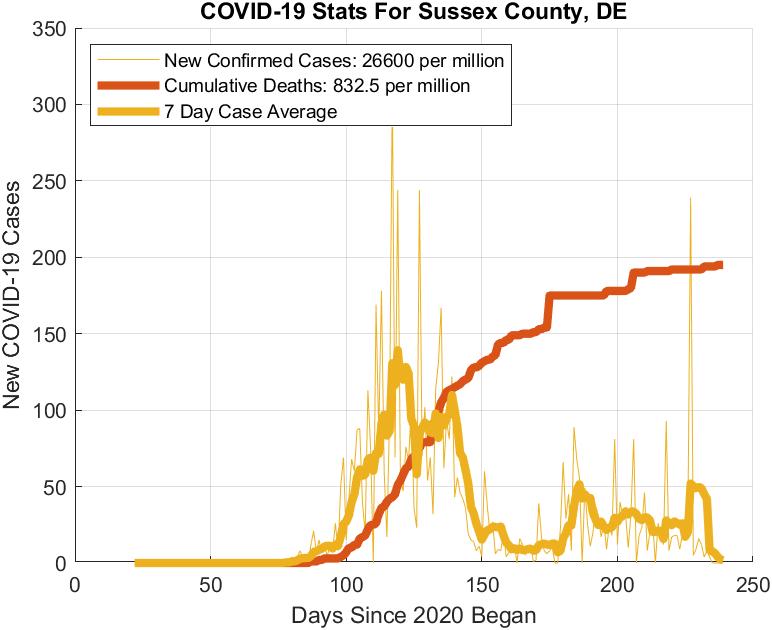 COVID-19 Stats For Sussex County, DE
350
300
250
200
150
100
50
0
New Confirmed Cases: 26600 per million
Cumulative Deaths: 832.5 per million
7 Day Case Average
New COVID-19 Cases
0 50 100 150 200 250
Days Since 2020 Began